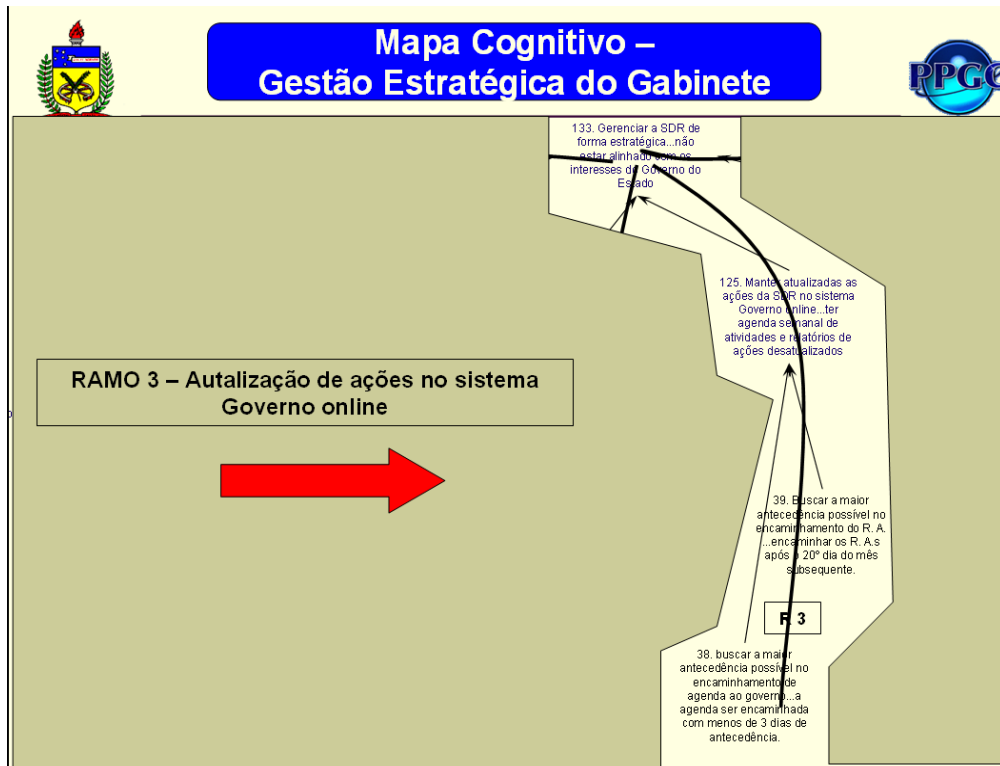 Mapa Cognitivo –
Gestão Estratégica do Gabinete
PPGC
133. Gerenciar a SDR de
forma estratégica...não
estar alinhado com os
interesses do Governo do
Estado
125. Manter atualizadas as
ações da SDR no sistema
Governo online...ter
agenda semanal de
atividades e relatórios de
ações desatualizados
RAMO 3 – Autalização de ações no sistema
Governo online
39. Buscar a maior
antecedência possível no
encaminhamento do R. A.
...encaminhar os R. A.s
após o 20º dia do mês
subsequente.
R 3
38. buscar a maior
antecedência possível no
encaminhamento de
agenda ao governo...a
agenda ser encaminhada
com menos de 3 dias de
antecedência.